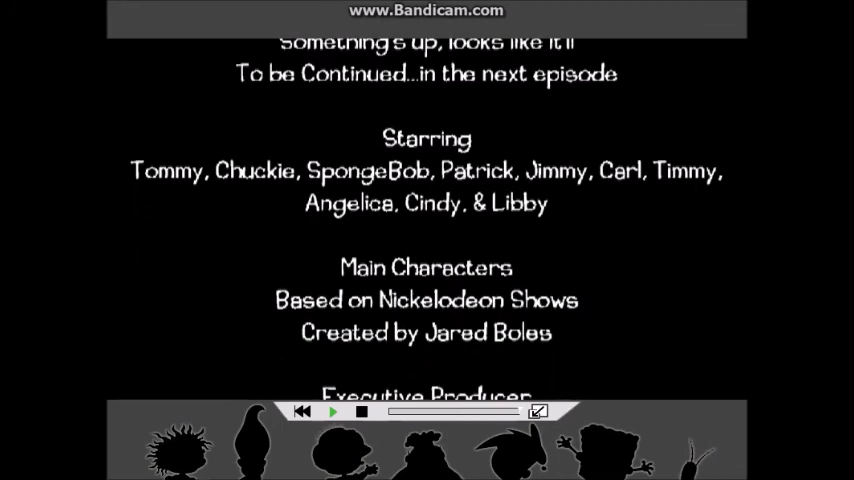 www.Bandicam.com
Something's up, looks like it'll
To be Continued...in the next episode
Starring
Tommy, Chuckie, SpongeBob, Patrick, Jimmy, Carl, Timmy,
Angelica, Cindy, & Libby
Main Characters
Based on Nickelodeon Shows
Created by Jared Boles
Executive Producer